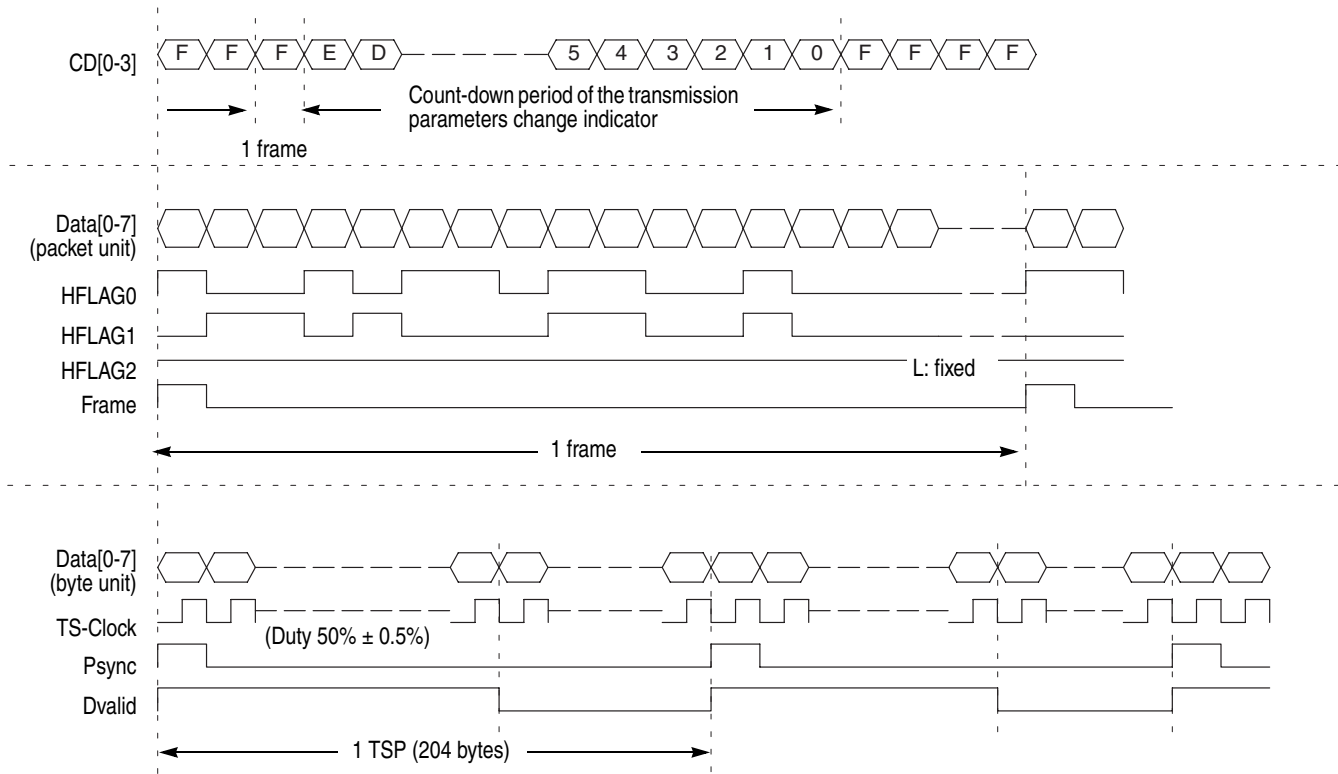 CD[0-3]
F F F E D 5 4 3 2 1 0 F F F F
Count-down period of the transmission
parameters change indicator
1 frame
Data[0-7]
(packet unit)
HFLAG0
HFLAG1
HFLAG2
L: fixed
Frame
1 frame
Data[0-7]
(byte unit)
TS-Clock
(Duty 50% ± 0.5%)
Psync
Dvalid
1 TSP (204 bytes)